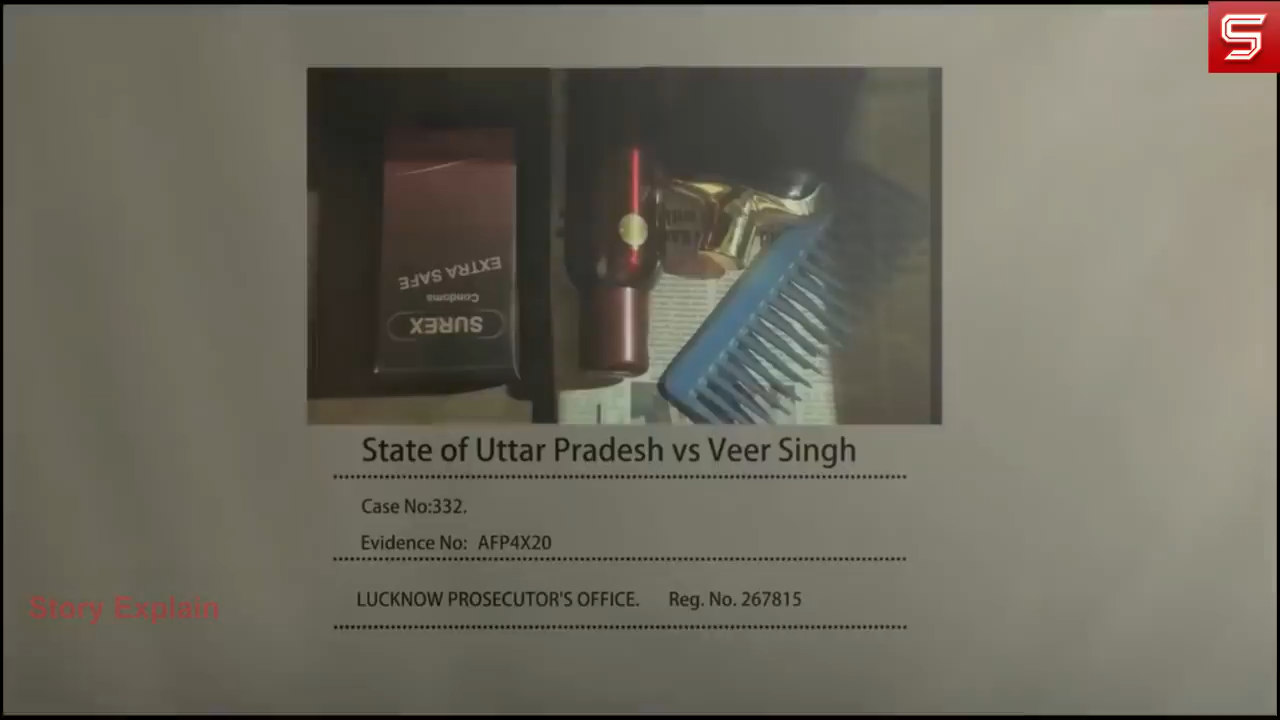 S
EXTRA SAFE
Condoms
SUREX
State of Uttar Pradesh vs Veer Singh
Case No:332.
Evidence No: AFP4X20
LUCKNOW PROSECUTOR'S OFFICE. Reg. No. 267815
Story Explain